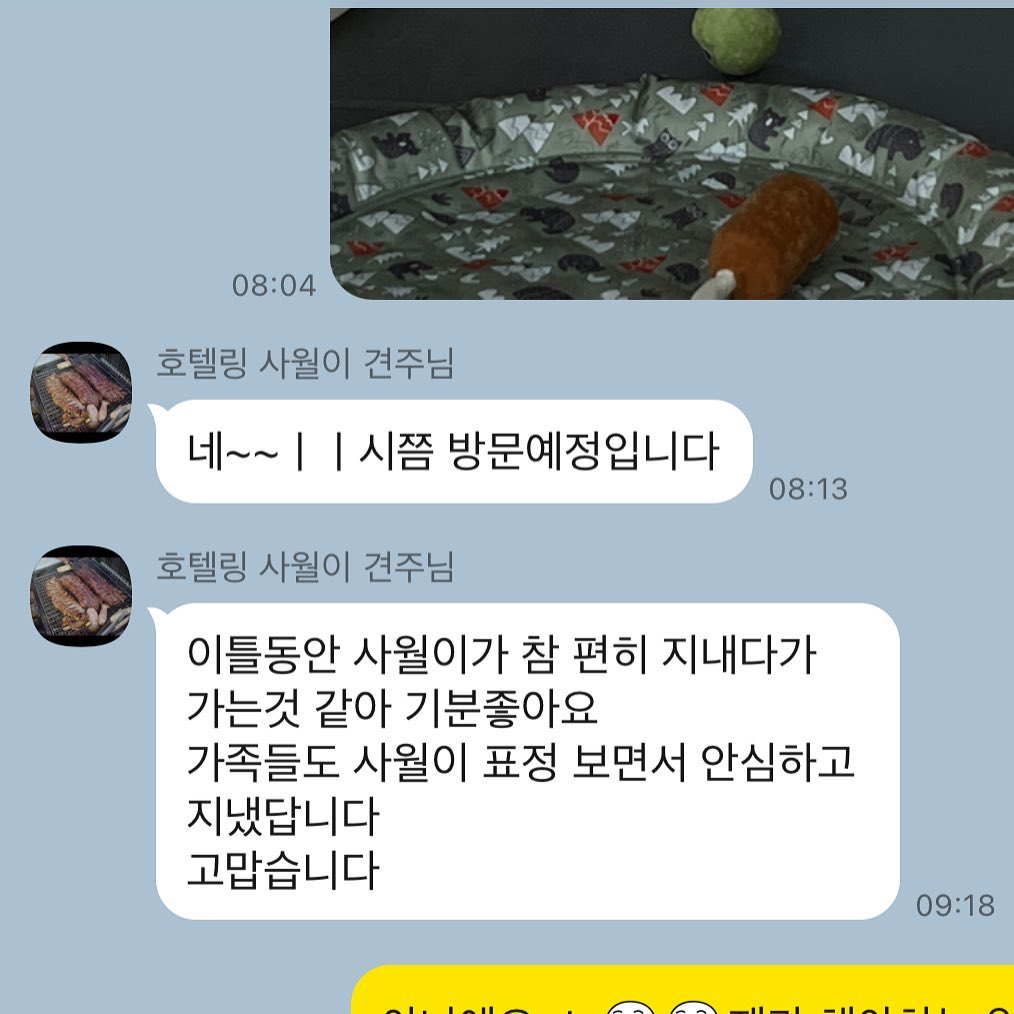 08:04
호텔링 사월이 견주님
네~~ㅣㅣ시쯤 방문예정입니다
08:13
호텔링 사월이 견주님
이틀동안 사월이가 참 편히 지내다가
가는것 같아 기분좋아요
가족들도 사월이 표정 보면서 안심하고
지냈답니다
고맙습니다
09:18